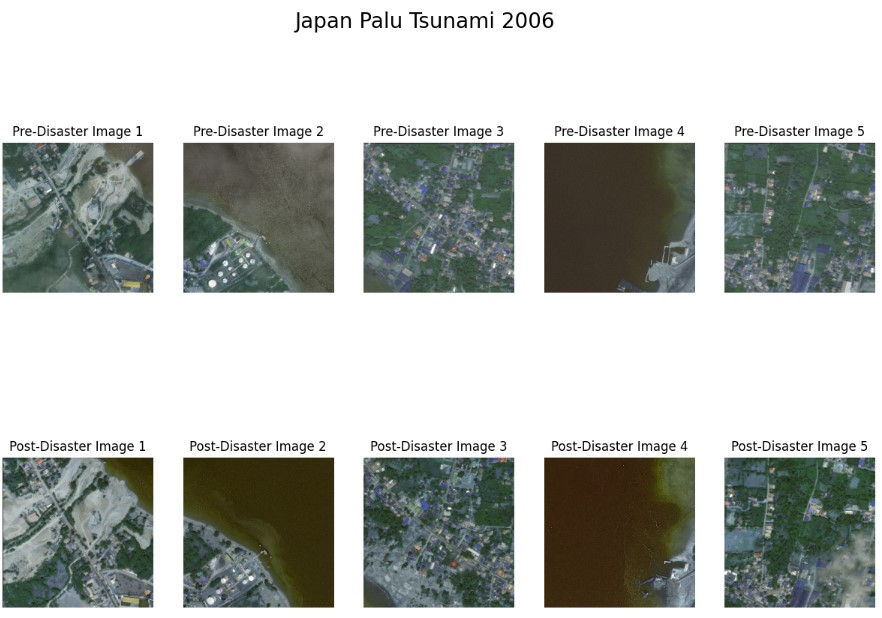 Japan Palu Tsunami 2006
Pre-Disaster Image 1
Pre-Disaster Image 2
Pre-Disaster Image 3
Pre-Disaster Image 4
Pre-Disaster Image 5
Post-Disaster Image 1
Post-Disaster Image 2
Post-Disaster Image 3
Post-Disaster Image 4
Post-Disaster Image 5